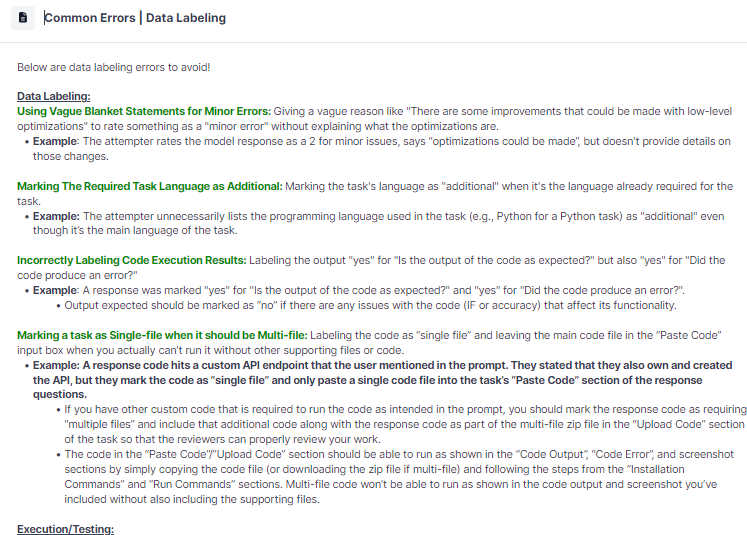 Common Errors | Data Labeling
Below are data labeling errors to avoid!
Data Labeling:
Using Vague Blanket Statements for Minor Errors: Giving a vague reason like "There are some improvements that could be made with low-level
optimizations" to rate something as a "minor error" without explaining what the optimizations are.
• Example: The attempter rates the model response as a 2 for minor issues, says "optimizations could be made", but doesn't provide details on
those changes.
Marking The Required Task Language as Additional: Marking the task's language as "additional" when it's the language already required for the
task.
• Example: The attempter unnecessarily lists the programming language used in the task (e.g., Python for a Python task) as "additional" even
though it's the main language of the task.
Incorrectly Labeling Code Execution Results: Labeling the output "yes" for "Is the output of the code as expected?" but also "yes" for "Did the
code produce an error?"
• Example: A response was marked "yes" for "Is the output of the code as expected?" and "yes" for "Did the code produce an error?".
• Output expected should be marked as "no" if there are any issues with the code (IF or accuracy) that affect its functionality.
Marking a task as Single-file when it should be Multi-file: Labeling the code as "single file" and leaving the main code file in the "Paste Code"
input box when you actually can't run it without other supporting files or code.
• Example: A response code hits a custom API endpoint that the user mentioned in the prompt. They stated that they also own and created
the API, but they mark the code as "single file" and only paste a single code file into the task's "Paste Code" section of the response
questions.
• If you have other custom code that is required to run the code as intended in the prompt, you should mark the response code as requiring
"multiple files" and include that additional code along with the response code as part of the multi-file zip file in the "Upload Code" section
of the task so that the reviewers can properly review your work.
• The code in the "Paste Code"/"Upload Code" section should be able to run as shown in the "Code Output", "Code Error", and screenshot
sections by simply copying the code file (or downloading the zip file if multi-file) and following the steps from the "Installation
Commands" and "Run Commands" sections. Multi-file code won't be able to run as shown in the code output and screenshot you've
included without also including the supporting files.
Execution/Testing: